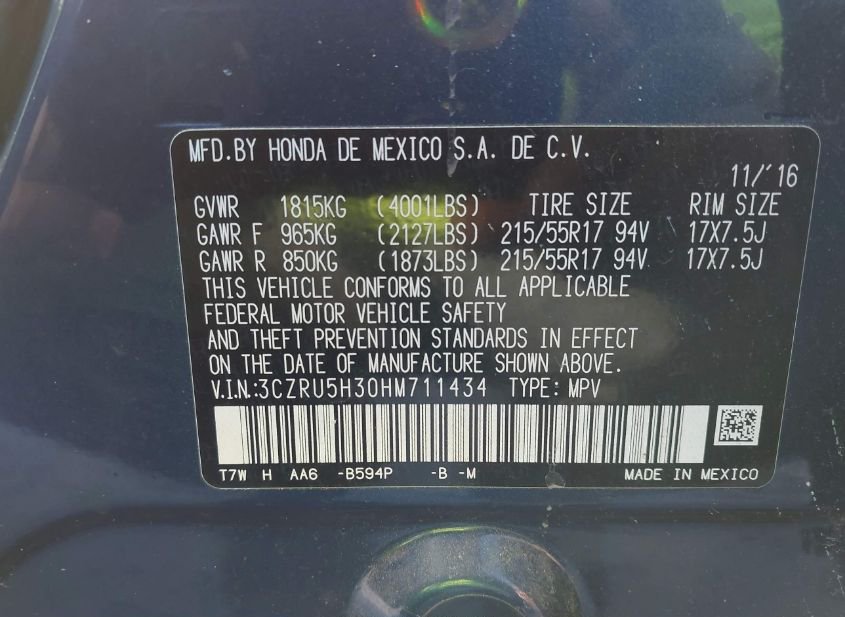 MFD.BY HONDA DE MEXICO S.A. DE C.V.
11/'16
GVWR 1815KG (4001LBS) TIRE SIZE RIM SIZE
GAWR F 965KG (2127LBS) 215/55R17 94V 17X7.5J
GAWR R 850KG (1873LBS) 215/55R17 94V 17X7.5J
THIS VEHICLE CONFORMS TO ALL APPLICABLE
FEDERAL MOTOR VEHICLE SAFETY
AND THEFT PREVENTION STANDARDS IN EFFECT
ON THE DATE OF MANUFACTURE SHOWN ABOVE.
V.I.N.:3CZRU5H30HM711434 TYPE: MPV
T7W H AA6 -B594P -B -M MADE IN MEXICO